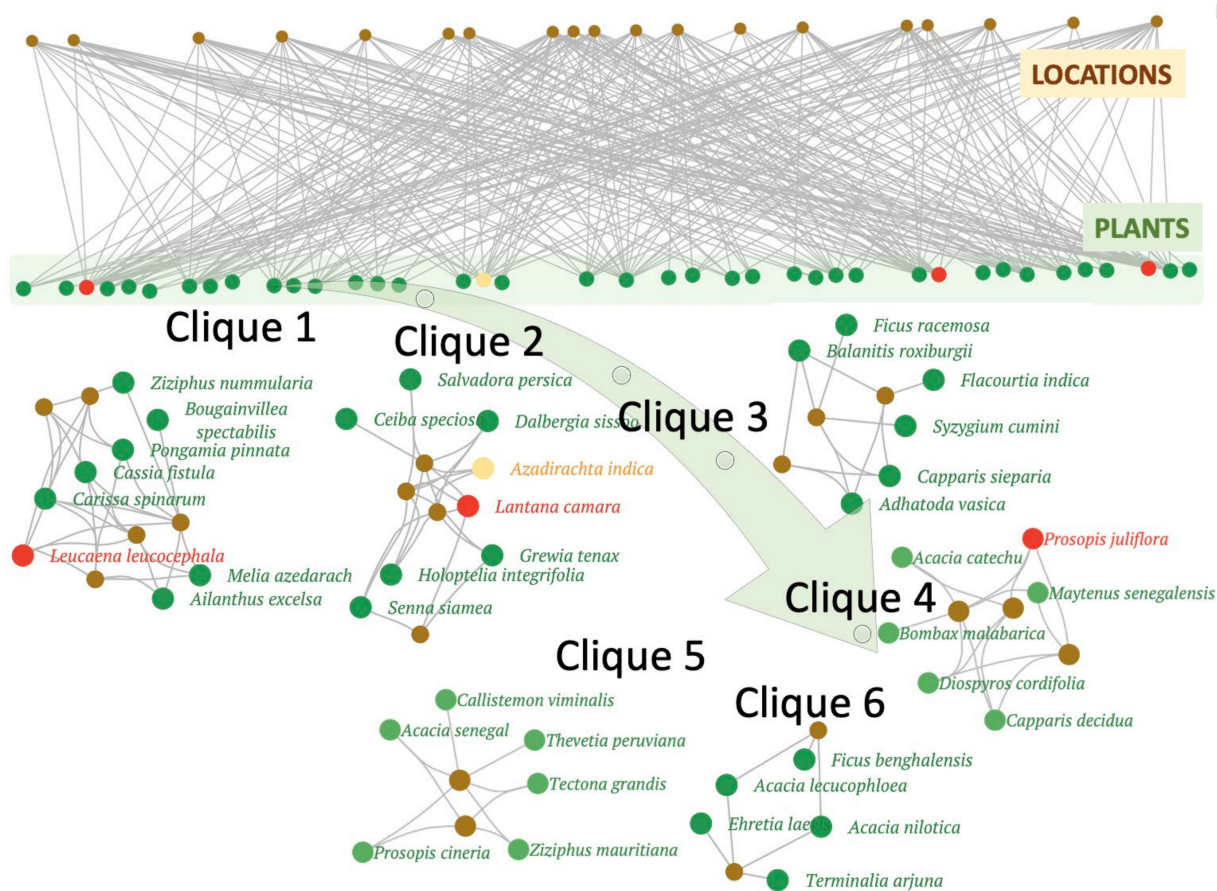 LOCATIONS
PLANTS
Clique 1
Ziziphus nummularia
Bougainvillea
spectabilis
Pongamia pinnata
Cassia fistula
Carissa spinarum
Leucaena leucocephala
Melia azedarach
Ailanthus excelsa
Clique 2
Salvadora persica
Ceiba speciosa
Dalbergia sissoo
Azadirachta indica
Lantana camara
Grewia tenax
Holoptelia integrifolia
Senna siamea
Clique 3
Ficus racemosa
Balanitis roxiburgii
Flacourtia indica
Syzygium cumini
Capparis sieparia
Adhatoda vasica
Clique 4
Prosopis juliflora
Acacia catechu
Maytenus senegalensis
Bombax malabarica
Diospyros cordifolia
Capparis decidua
Clique 5
Callistemon viminalis
Acacia senegal
Thevetia peruviana
Tectona grandis
Prosopis cineria
Ziziphus mauritiana
Clique 6
Ficus benghalensis
Acacia lecucophloea
Ehretia
Acacia nilotica
Terminalia arjuna